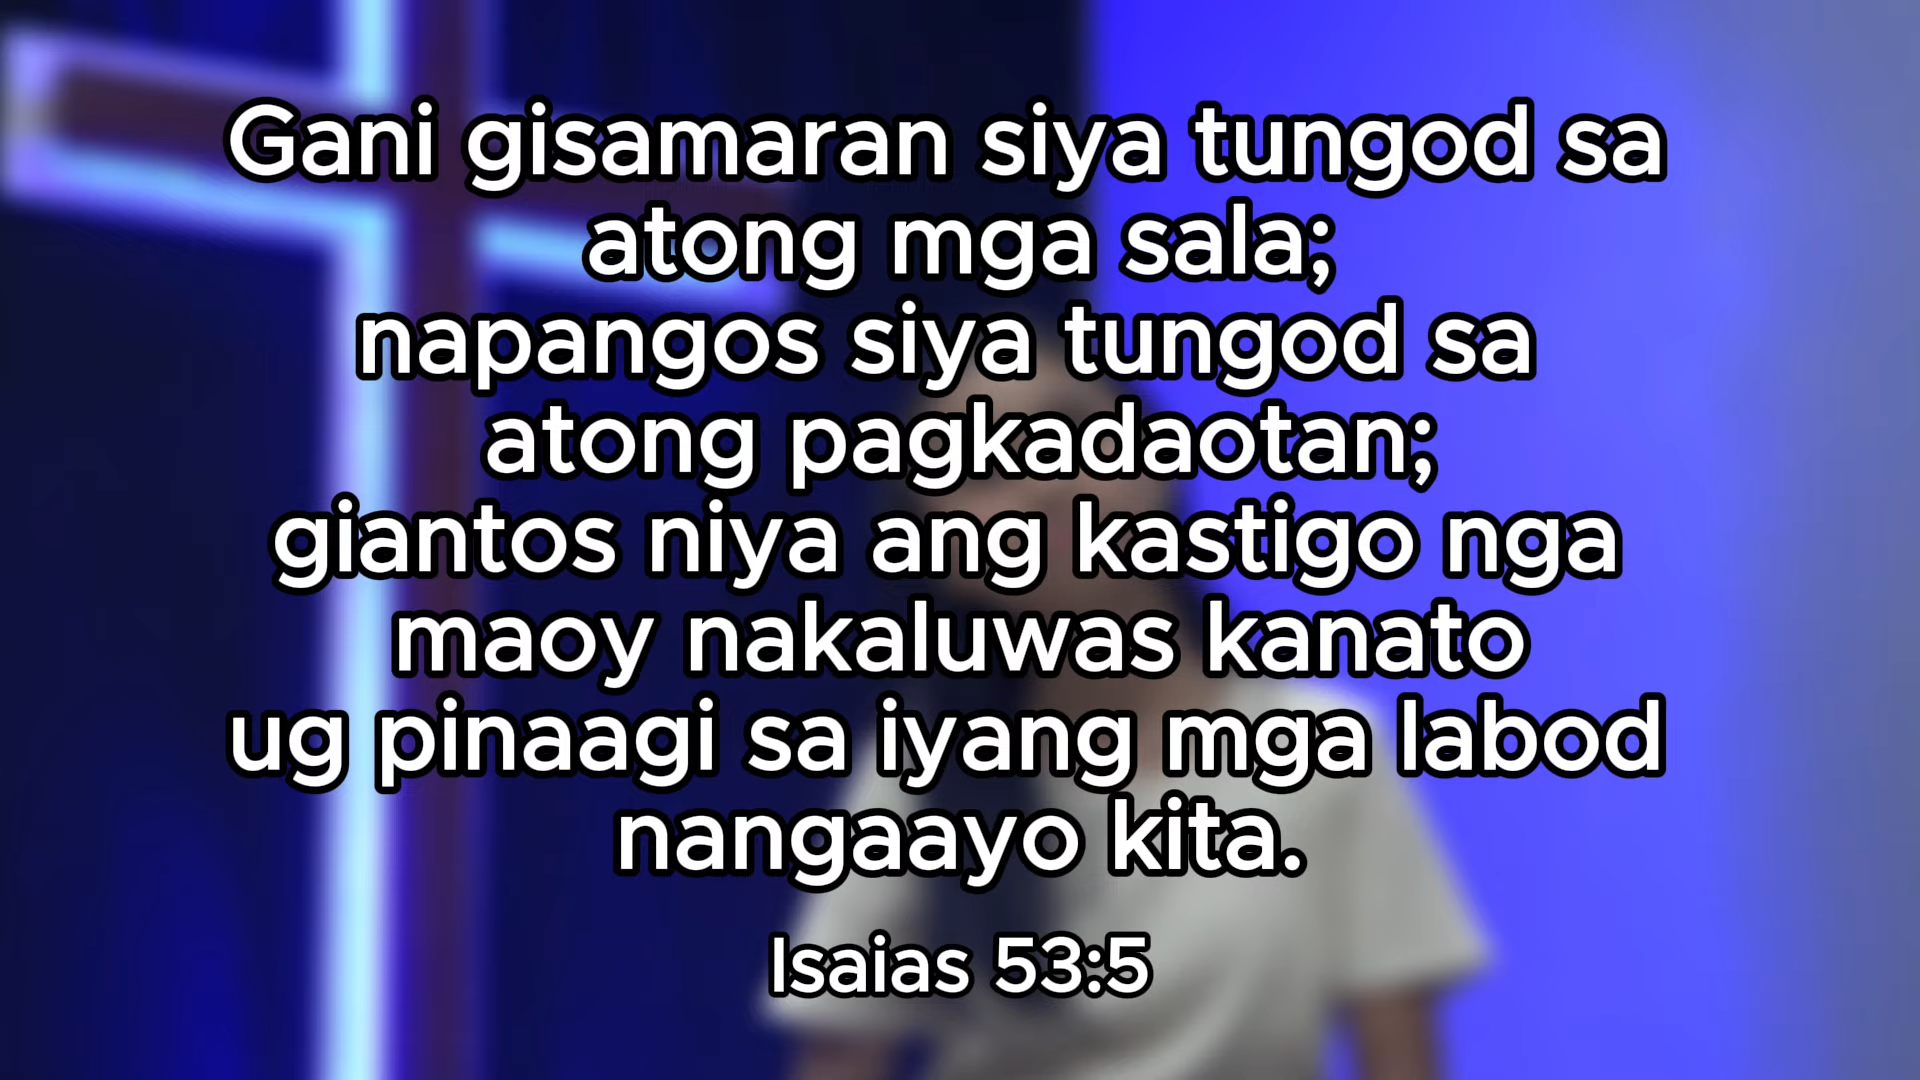 Gani gisamaran siya tungod sa
atong mga sala;
napangos siya tungod sa
atong pagkadaotan;
giantos niya ang kastigo nga
maoy nakaluwas kanato
ug pinaagi sa iyang mga labod
nangaayo kita.
Isaias 53:5